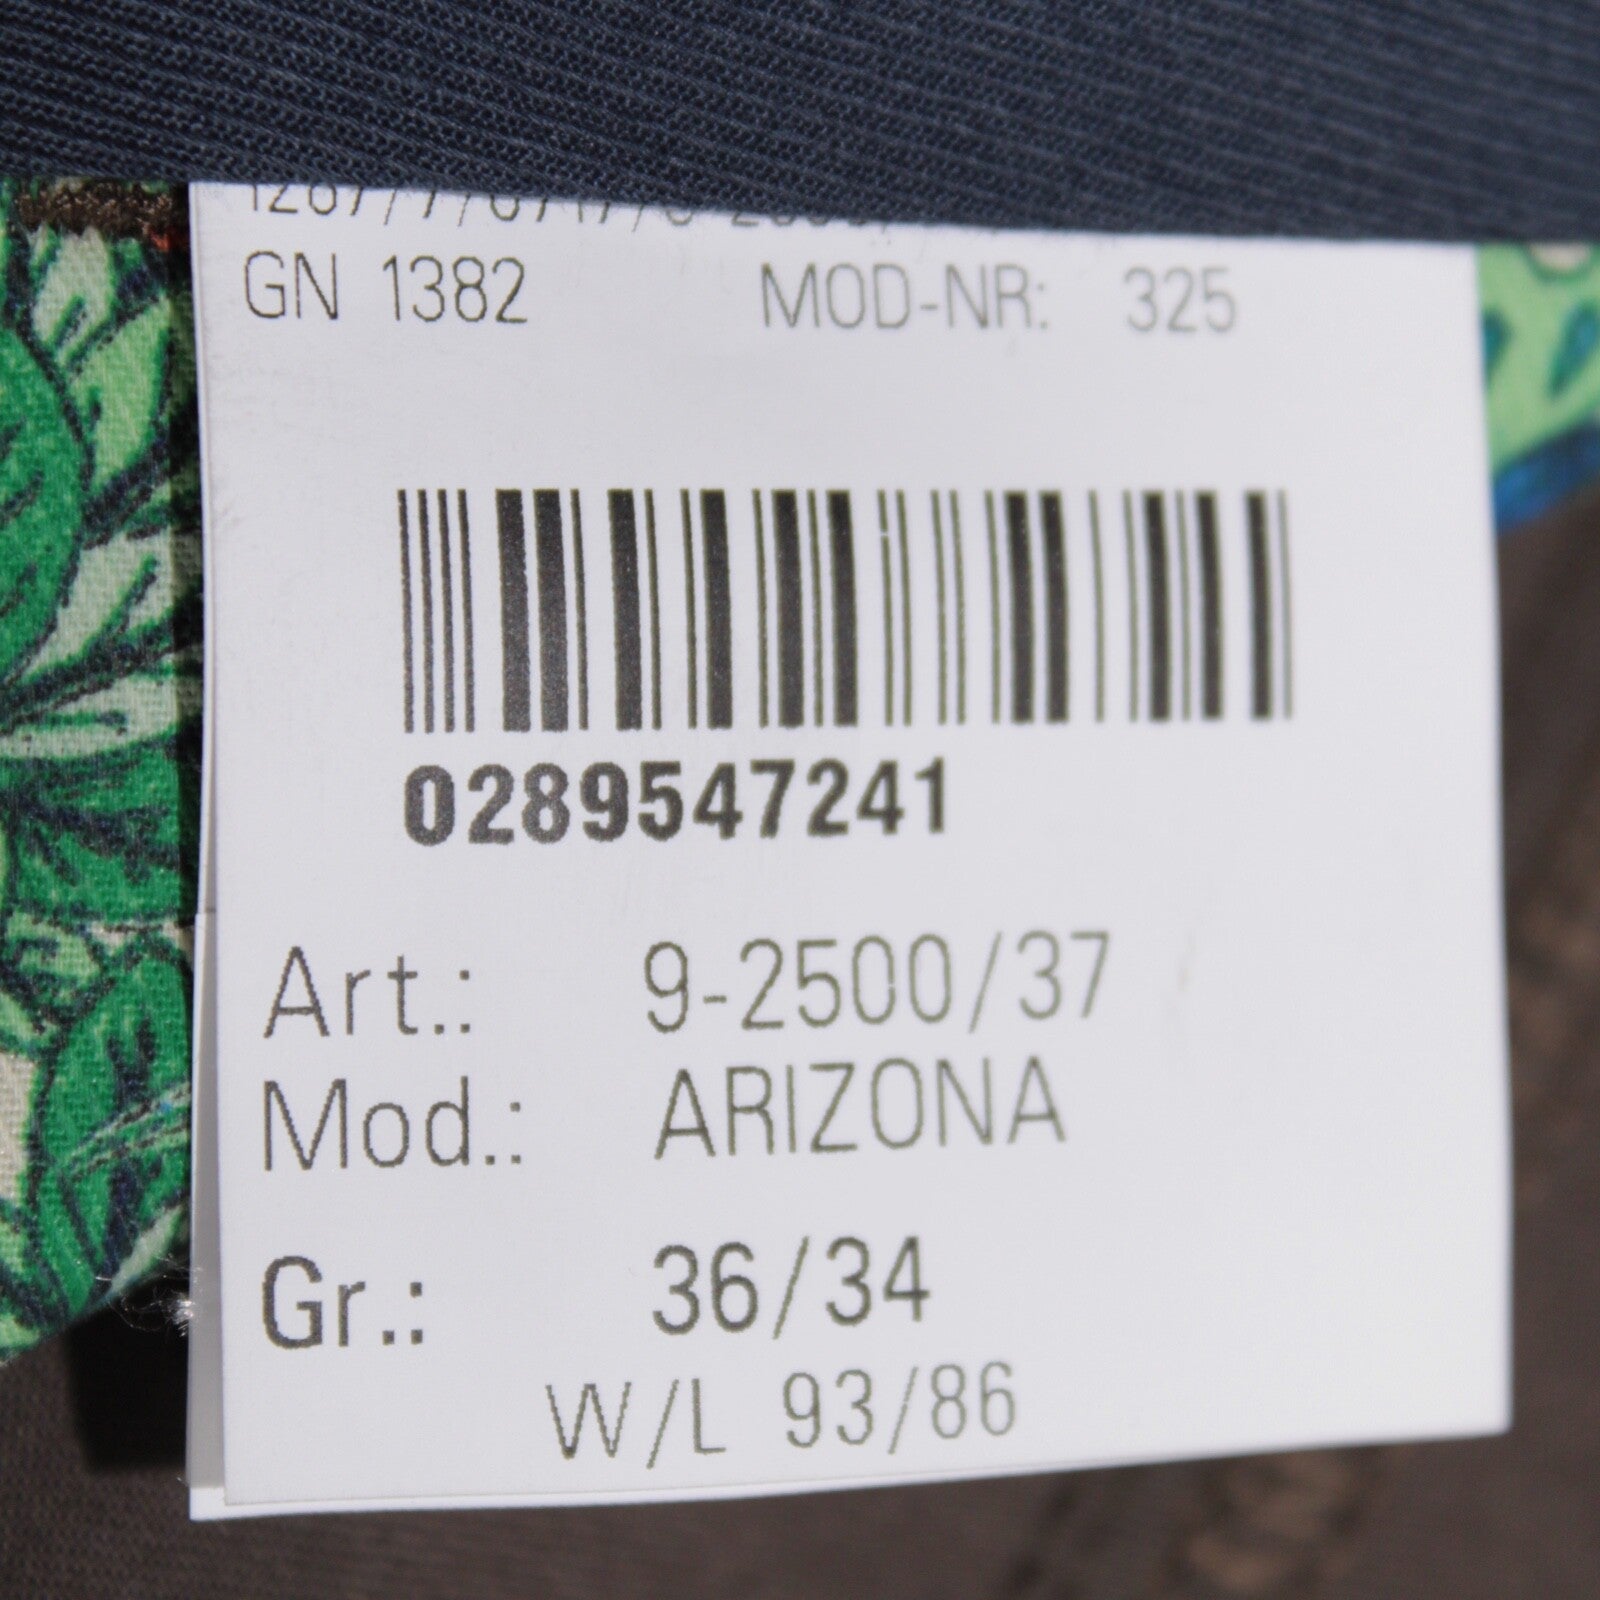 GN 1382 MOD-NR: 325
0289547241
Art.: 9-2500/37
Mod.: ARIZONA
Gr.: 36/34
W/L 93/86